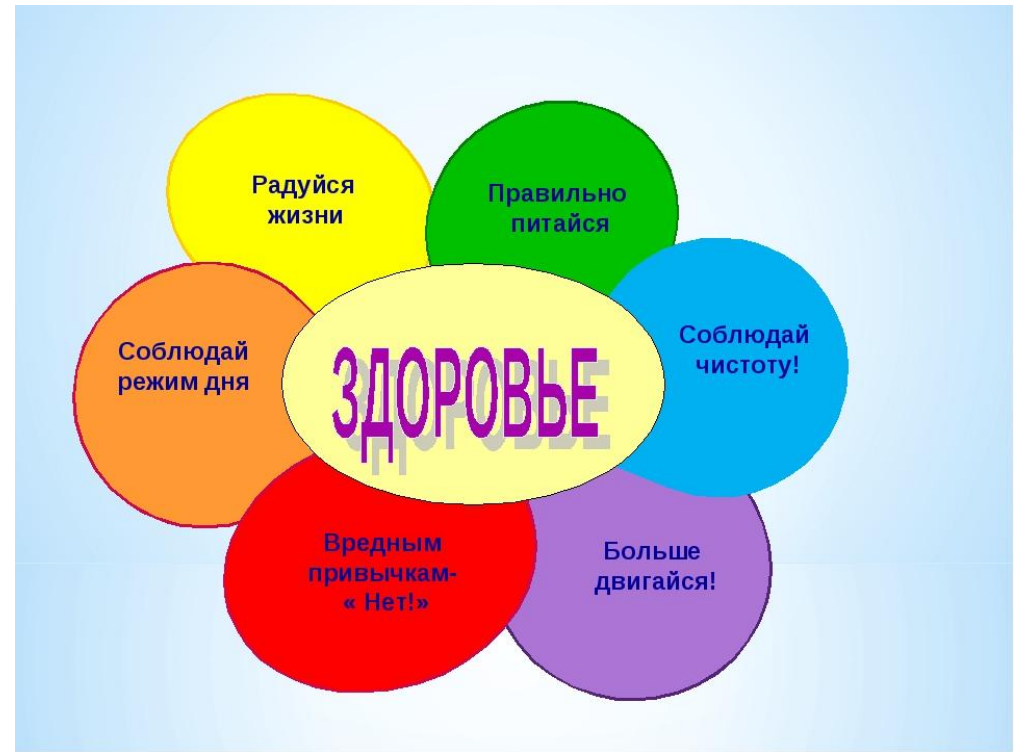 Радуйся
жизни
Правильно
питайся
Соблюдай
чистоту!
Соблюдай
режим дня
ЗДОРОВЬЕ
Вредным
привычкам-
« Нет!»
Больше
двигайся!